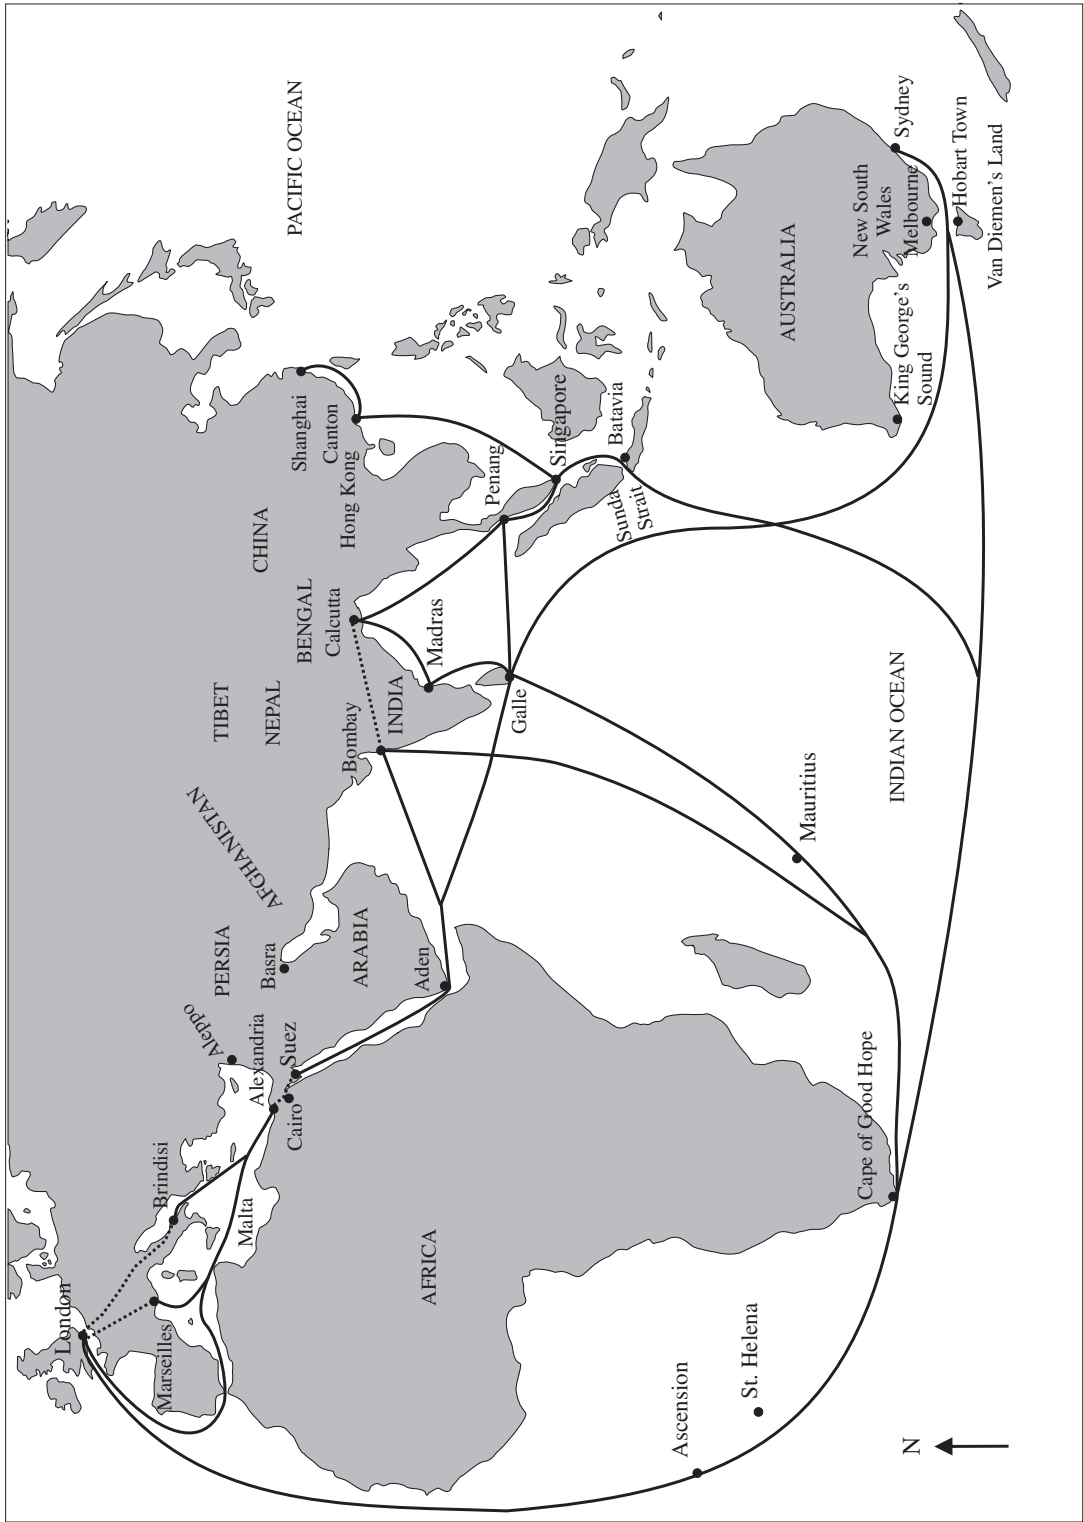 PACIFIC OCEAN
Sydney
New South
Wales
Melbourne
Hobart Town
Van Diemen's Land
AUSTRALIA
King George's
Sound
Shanghai
Canton
Hong Kong
Singapore
Batavia
Penang
Sunda
Strait
CHINA
BENGAL
Calcutta
Madras
TIBET
NEPAL
INDIA
Bombay
Galle
INDIAN OCEAN
Mauritius
AFGHANISTAN
PERSIA
Basra
ARABIA
Aden
Aleppo
Alexandria
Suez
Cairo
Cape of Good Hope
Brindisi
Malta
AFRICA
London
Marseilles
Ascension
St. Helena
N